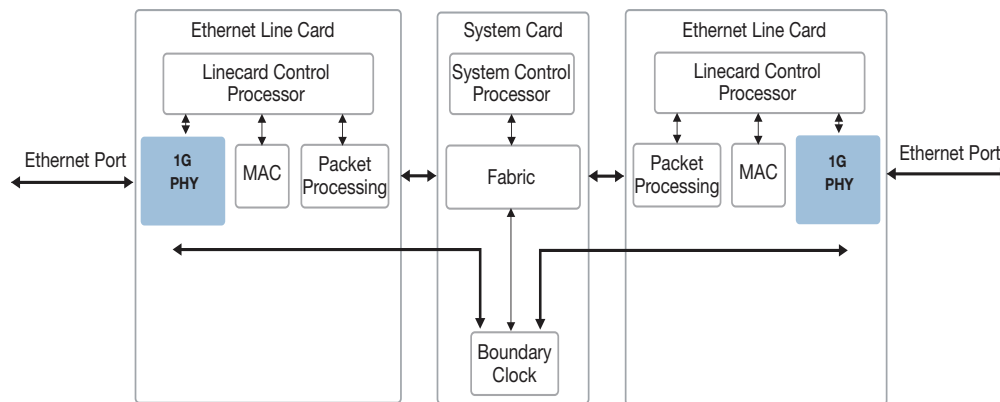 Ethernet Line Card
System Card
Ethernet Line Card
Linecard Control
Processor
System Control
Processor
Linecard Control
Processor
Ethernet Port
1G
PHY
MAC
Packet
Processing
Fabric
Packet
Processing
MAC
1G
PHY
Ethernet Port
Boundary
Clock